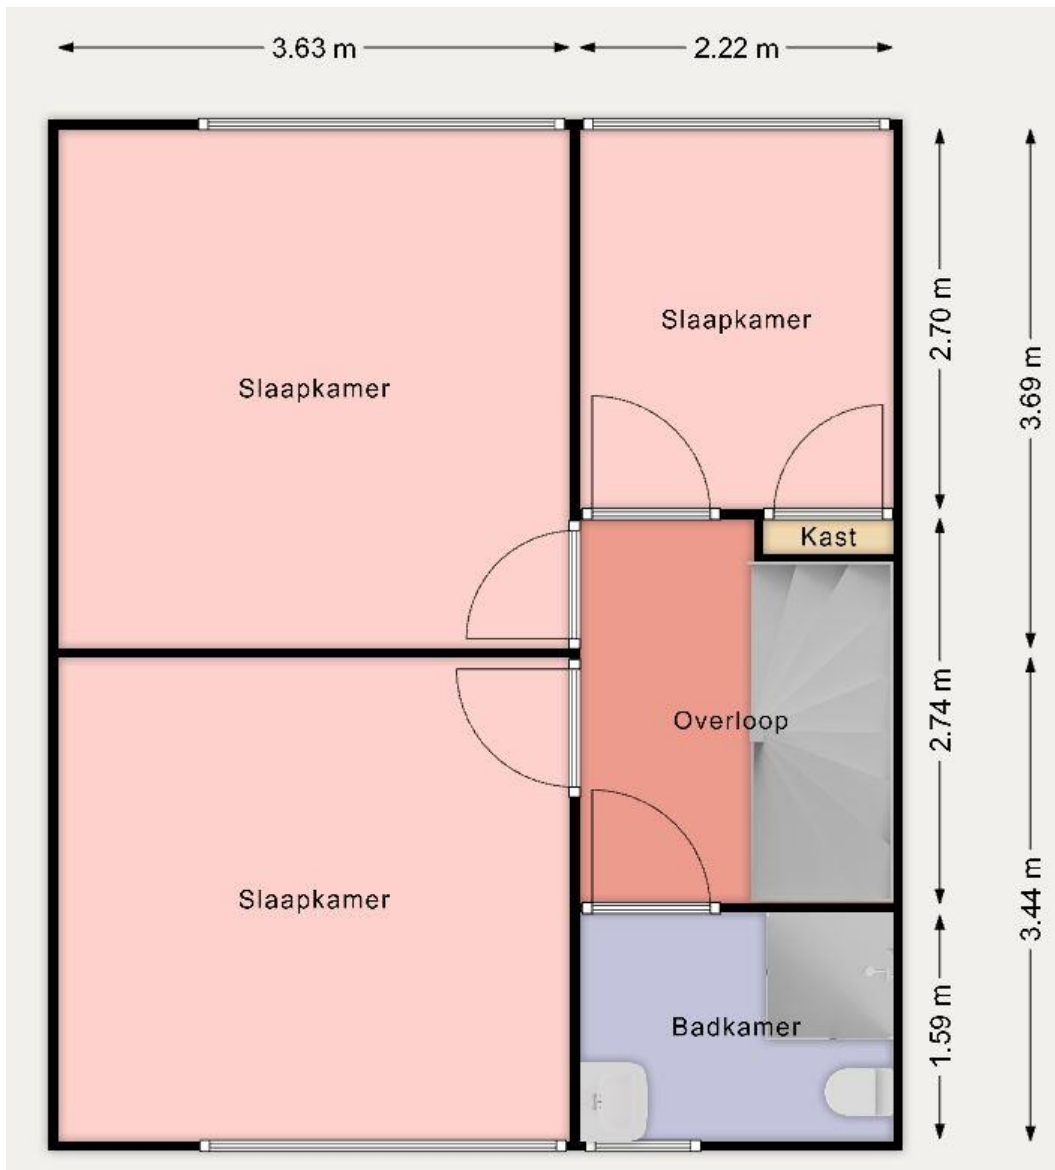 3.63 m
2.22 m
Slaapkamer
Slaapkamer
2.70 m
3.69 m
Kast
Overloop
2.74 m
Slaapkamer
3.44 m
Badkamer
1.59 m